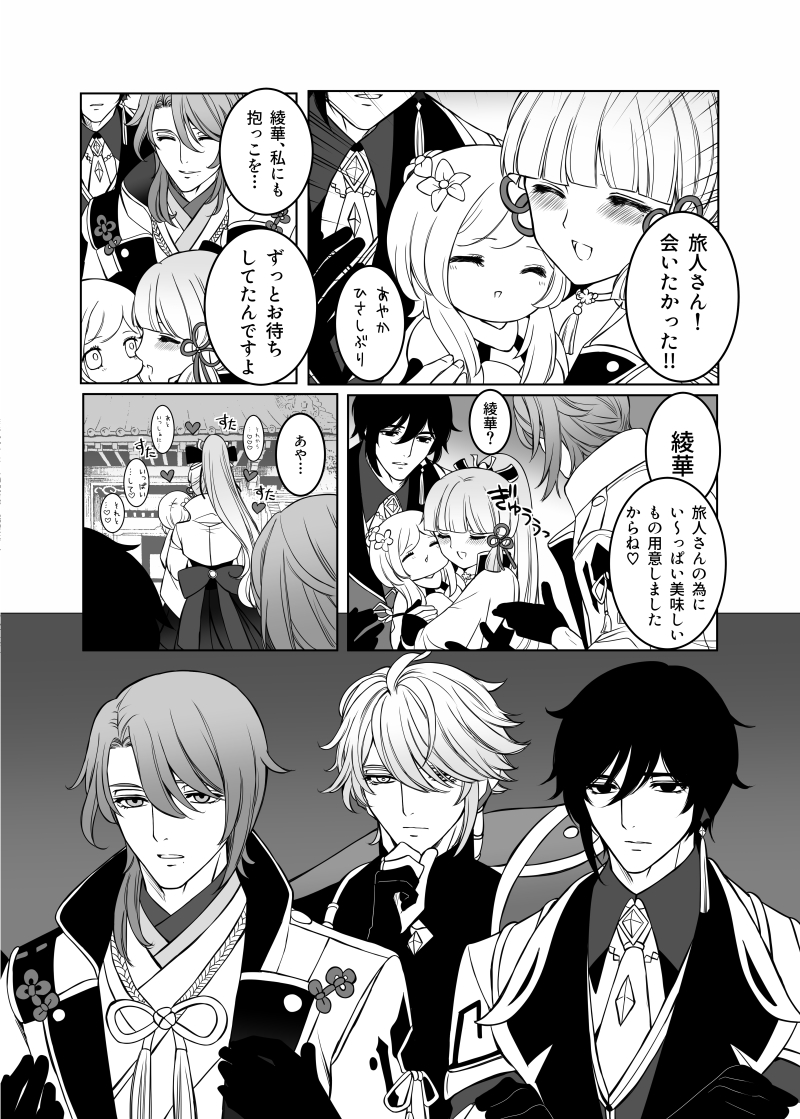 旅人さん！
会いたかった!!
あやか
ひさしぶり
綾華、私にも
抱っこを…
ずっとお待ち
してたんですよ
綾華
旅人さんの為に
い〜っぱい美味しい
もの用意しました
からね♡
綾華？
ぎゅううっ
あや…
すた
すた
すた